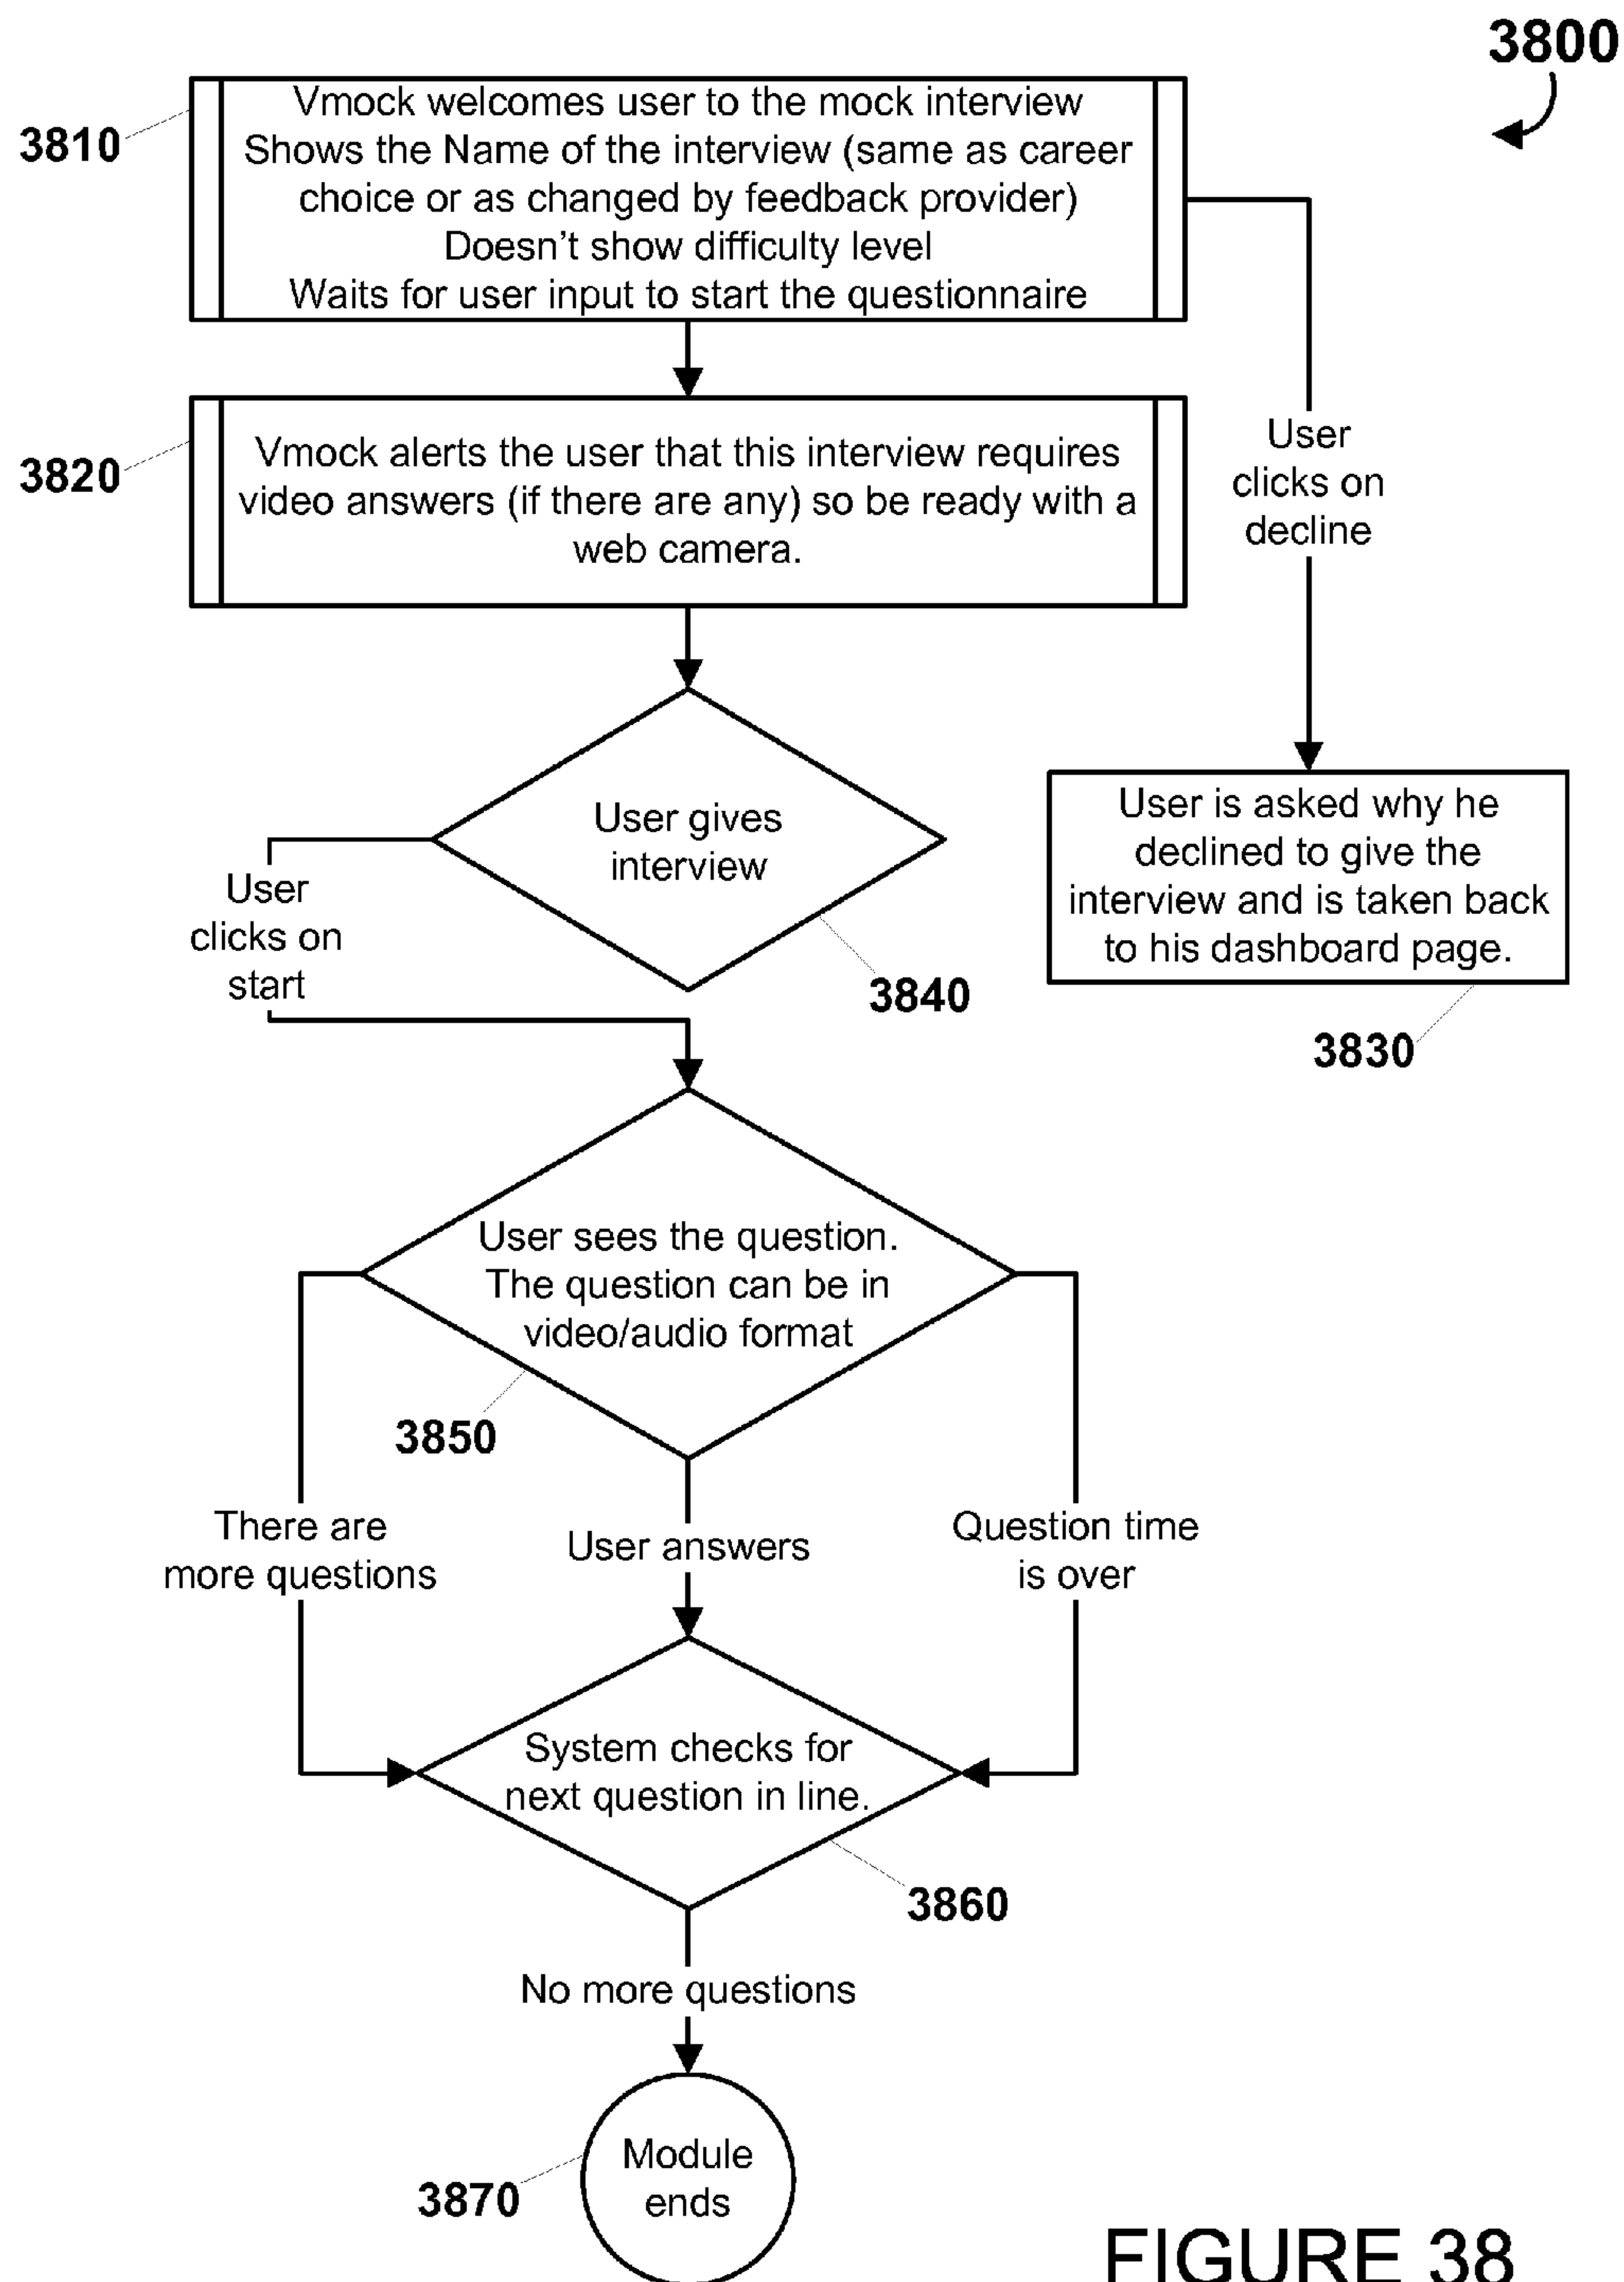 3800
3810
Vmock welcomes user to the mock interview
Shows the Name of the interview (same as career
choice or as changed by feedback provider)
Doesn't show difficulty level
Waits for user input to start the questionnaire
3820
Vmock alerts the user that this interview requires
video answers (if there are any) so be ready with a
web camera.
User
clicks on
decline
User is asked why he
declined to give the
interview and is taken back
to his dashboard page.
3830
User gives
interview
3840
User
clicks on
start
User sees the question.
The question can be in
video/audio format
3850
There are
more questions
User answers
Question time
is over
System checks for
next question in line.
3860
No more questions
Module
ends
3870
FIGURE 38